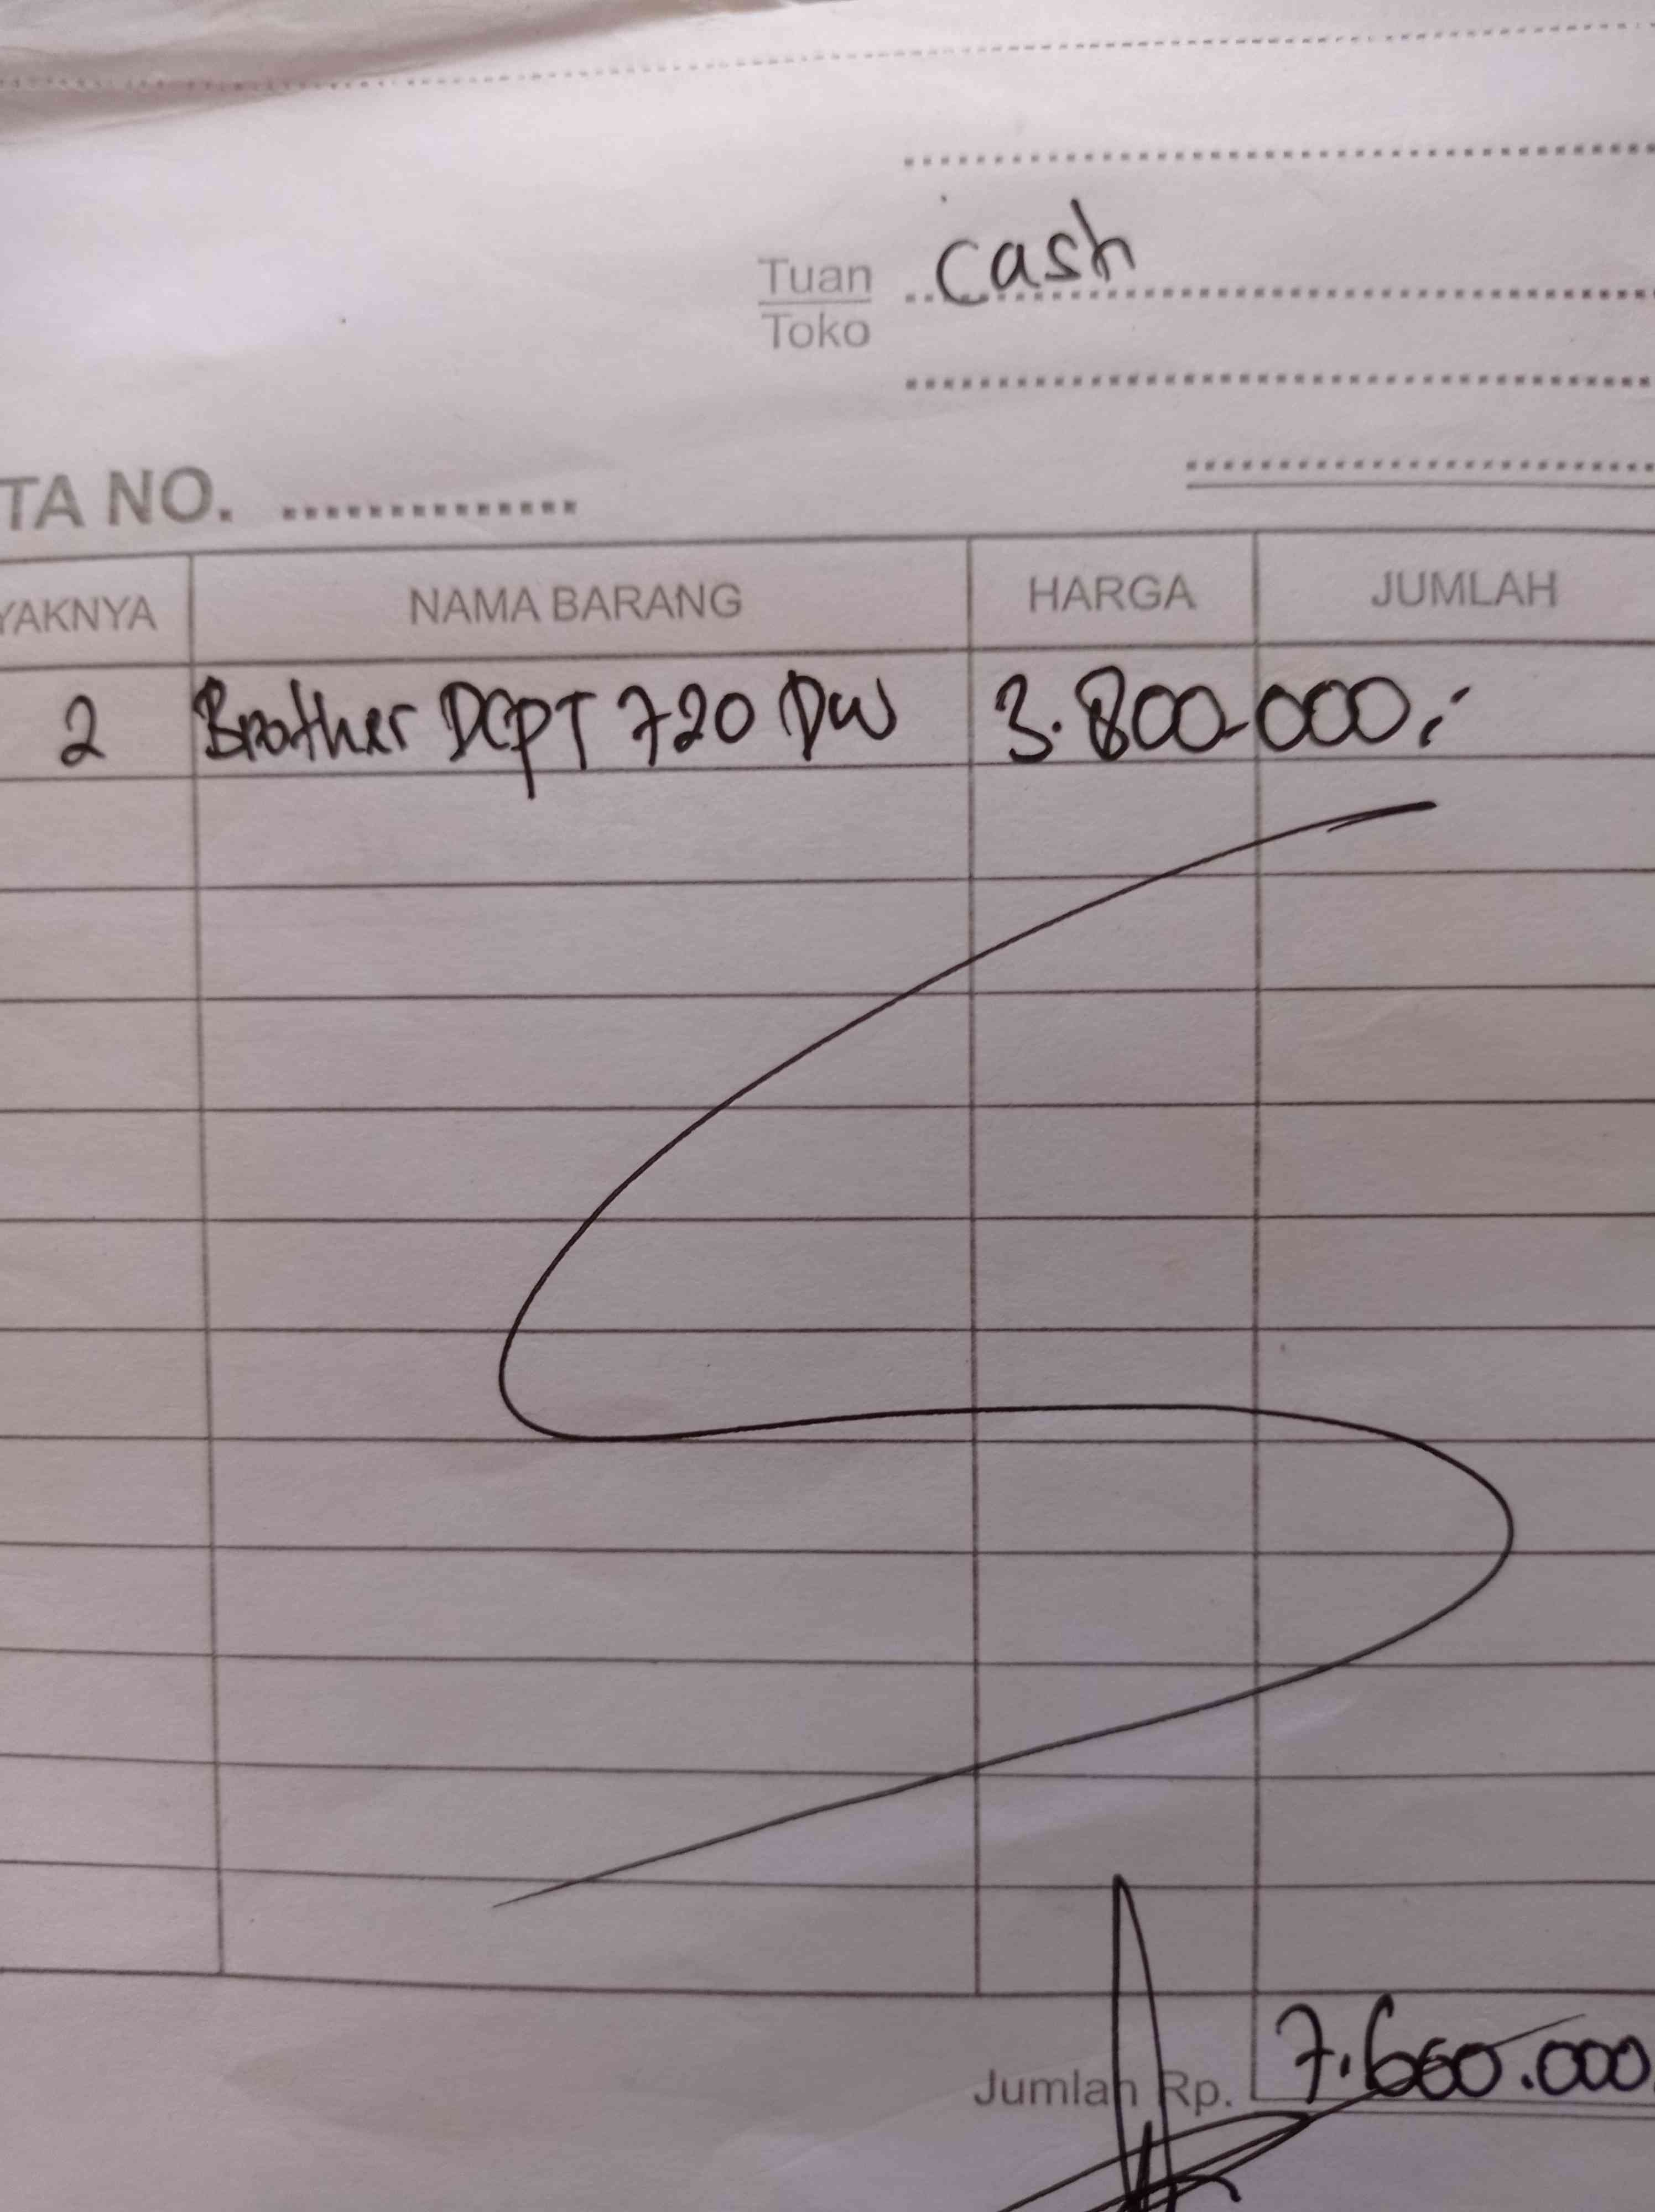 cash
Tuan
Toko
TA NO. ..............
YAKNYA NAMA BARANG HARGA JUMLAH
2 Brother DCPT 720 DW 3.800.000,-
Jumlah Rp. 7.600.000